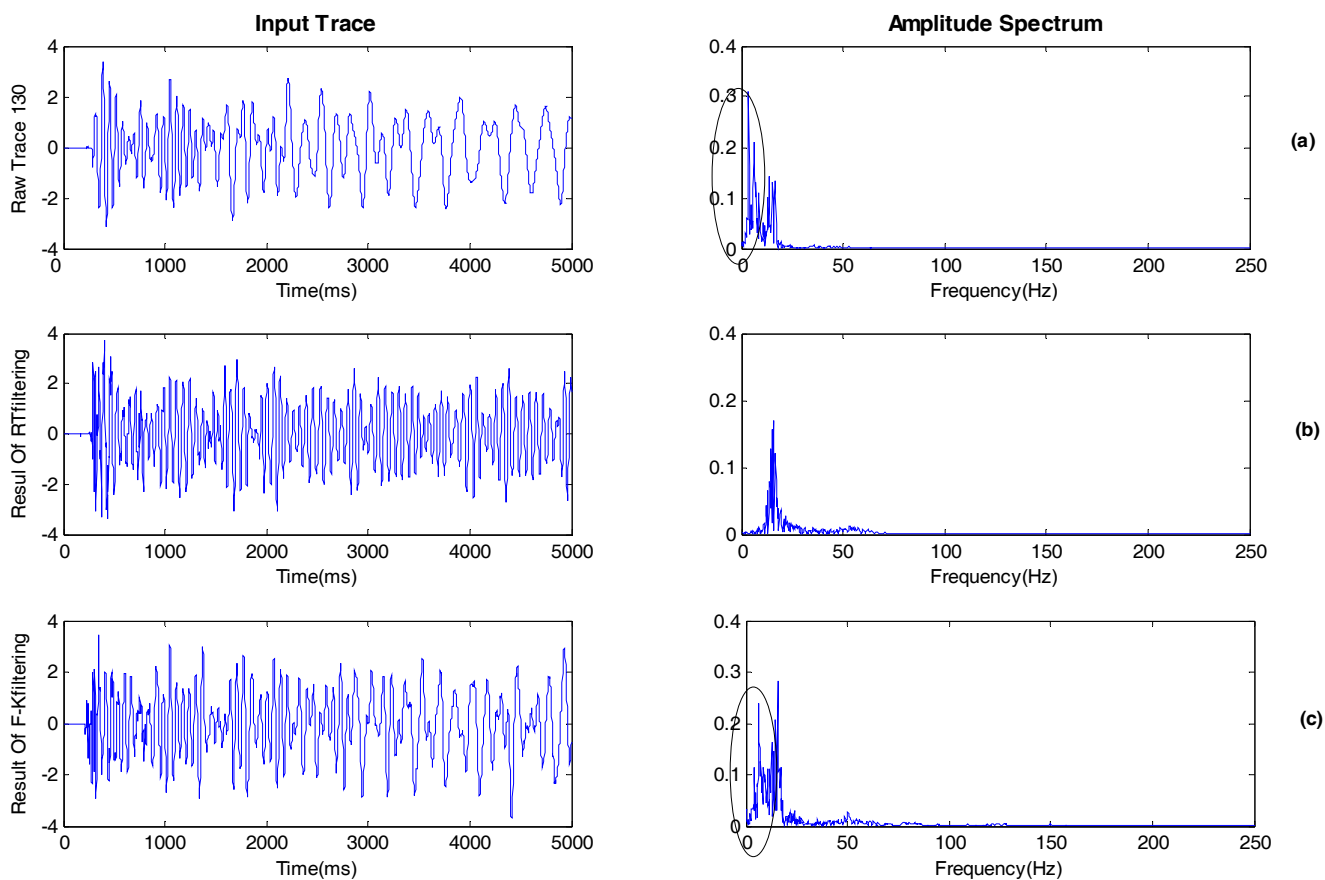 Input Trace
Amplitude Spectrum
Raw Trace 130
4
2
0
-2
-4
0 1000 2000 3000 4000 5000
Time(ms)
0.4
0.3
0.2
0.1
0
0 50 100 150 200 250
Frequency(Hz)
(a)
Resul Of RTfiltering
4
2
0
-2
-4
0 1000 2000 3000 4000 5000
Time(ms)
0.4
0.2
0.1
0
0 50 100 150 200 250
Frequency(Hz)
(b)
Result Of F-Kfiltering
4
2
0
-2
-4
0 1000 2000 3000 4000 5000
Time(ms)
0.4
0.3
0.2
0.1
0
0 50 100 150 200 250
Frequency(Hz)
(c)